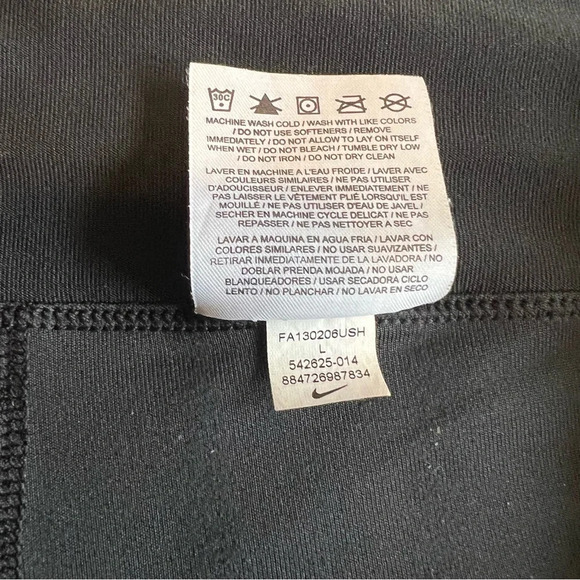 30C
MACHINE WASH COLD / WASH WITH LIKE COLORS
/ DO NOT USE SOFTENERS / REMOVE
IMMEDIATELY / DO NOT ALLOW TO LAY ON ITSELF
WHEN WET / DO NOT BLEACH / TUMBLE DRY LOW
/ DO NOT IRON / DO NOT DRY CLEAN
LAVER EN MACHINE A L'EAU FROIDE / LAVER AVEC
COULEURS SIMILAIRES / NE PAS UTILISER
D'ADOUCISSEUR / ENLEVER IMMEDIATEMENT / NE PAS
LAISSER LE VÊTEMENT PLIÉ LORSQU'IL EST
MOUILLÉ / NE PAS UTILISER D'EAU DE JAVEL /
SECHER EN MACHINE CYCLE DELICAT / NE PAS
REPASSER / NE PAS NETTOYER A SEC
LAVAR A MAQUINA EN AGUA FRIA / LAVAR CON
COLORES SIMILARES / NO USAR SUAVIZANTES /
RETIRAR INMEDIATAMENTE DE LA LAVADORA / NO
DOBLAR PRENDA MOJADA / NO USAR
BLANQUEADORES / USAR SECADORA CICLO
LENTO / NO PLANCHAR / NO LAVAR EN SECO
FA130206USH
L
542625-014
884726987834